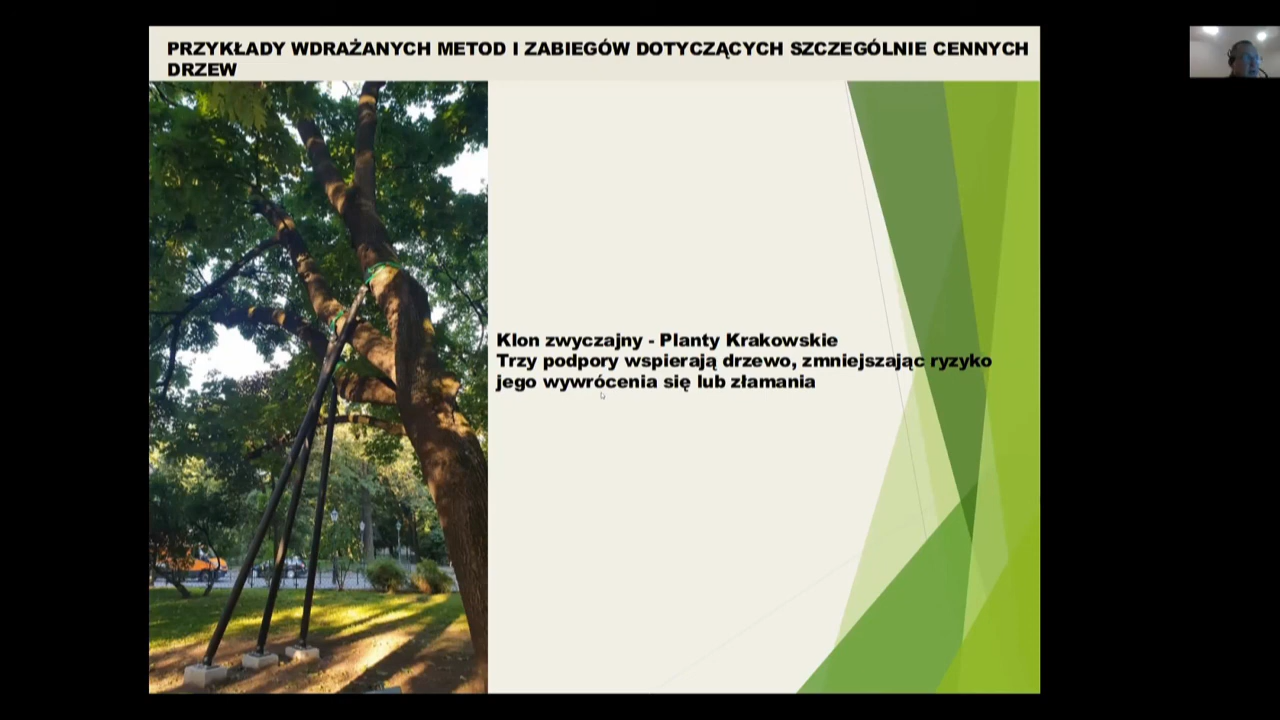 PRZYKŁADY WDRAŻANYCH METOD I ZABIEGÓW DOTYCZĄCYCH SZCZEGÓLNIE CENNYCH
DRZEW
Klon zwyczajny - Planty Krakowskie
Trzy podpory wspierają drzewo, zmniejszając ryzyko
jego wywrócenia się lub złamania